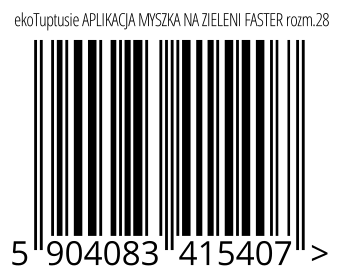 ekoTuptusie APLIKACJA MYSZKA NA ZIELENI FASTER rozm.28
5 904083 415407 >